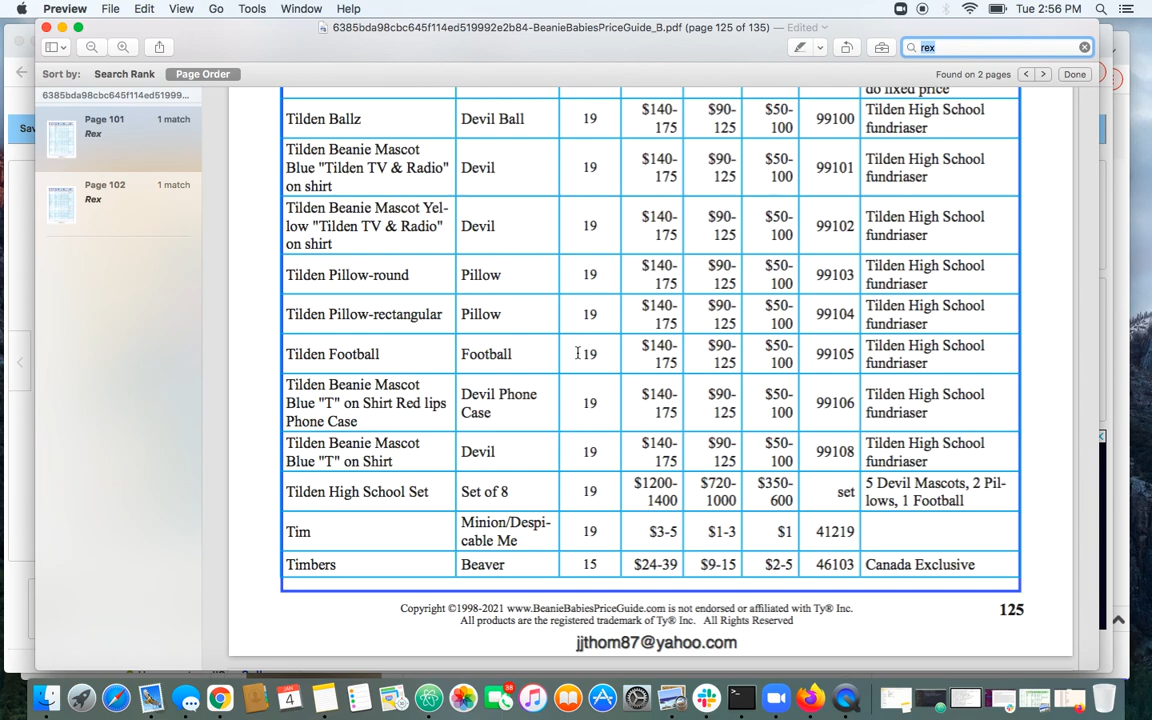 Preview File Edit View Go Tools Window Help Tue 2:56 PM
6385bda98cbc645f114ed519992e2b84-BeanieBabiesPriceGuide_B.pdf (page 125 of 135) — Edited
rex
Sort by: Search Rank Page Order Found on 2 pages Done
6385bda98cbc645f114ed51999...
Page 101 1 match
Rex
Page 102 1 match
Rex
Sav
do fixed price
Tilden Ballz Devil Ball 19 $140-175 $90-125 $50-100 99100 Tilden High School
fundriaser
Tilden Beanie Mascot
Blue "Tilden TV & Radio"
on shirt
Devil 19 $140-175 $90-125 $50-100 99101 Tilden High School
fundriaser
Tilden Beanie Mascot Yel-
low "Tilden TV & Radio"
on shirt
Devil 19 $140-175 $90-125 $50-100 99102 Tilden High School
fundriaser
Tilden Pillow-round Pillow 19 $140-175 $90-125 $50-100 99103 Tilden High School
fundriaser
Tilden Pillow-rectangular Pillow 19 $140-175 $90-125 $50-100 99104 Tilden High School
fundriaser
Tilden Football Football 19 $140-175 $90-125 $50-100 99105 Tilden High School
fundriaser
Tilden Beanie Mascot
Blue "T" on Shirt Red lips
Phone Case
Devil Phone
Case
19 $140-175 $90-125 $50-100 99106 Tilden High School
fundriaser
Tilden Beanie Mascot
Blue "T" on Shirt
Devil 19 $140-175 $90-125 $50-100 99108 Tilden High School
fundriaser
Tilden High School Set Set of 8 19 $1200-1400 $720-1000 $350-600 set 5 Devil Mascots, 2 Pil-
lows, 1 Football
Tim Minion/Despi-
cable Me
19 $3-5 $1-3 $1 41219
Timbers Beaver 15 $24-39 $9-15 $2-5 46103 Canada Exclusive
Copyright ©1998-2021 www.BeanieBabiesPriceGuide.com is not endorsed or affiliated with Ty® Inc.
All products are the registered trademark of Ty® Inc. All Rights Reserved
125
jjthom87@yahoo.com
JAN
4
38